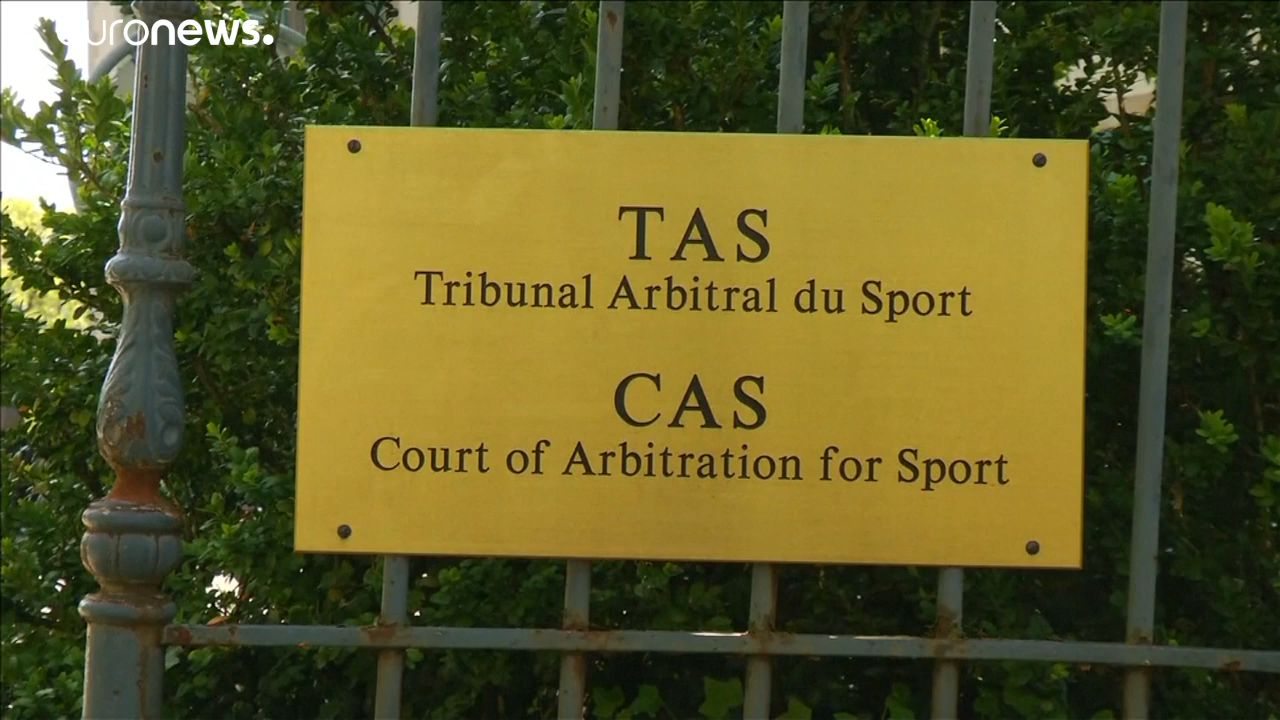 euronews.
TAS
Tribunal Arbitral du Sport
CAS
Court of Arbitration for Sport